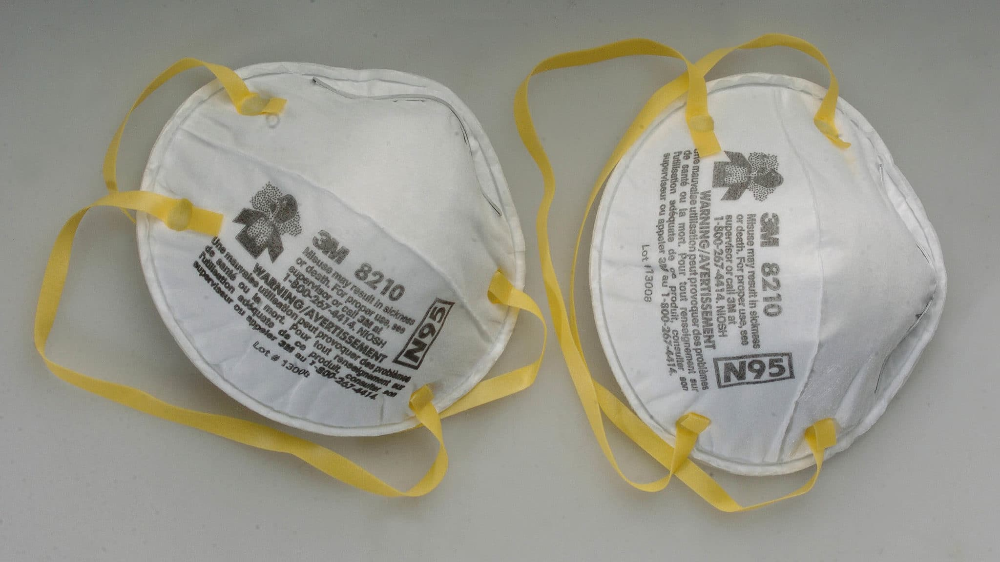 3M 8210
Misuse may result in sickness
or death. For proper use, see
supervisor or call 3M at
1-800-267-4414. NIOSH
N95
WARNING/AVERTISSEMENT
Une mauvaise utilisation peut provoquer des problèmes
de santé ou la mort. Pour tout renseignement sur
l'utilisation adéquate de ce produit, consulter son
superviseur ou appeler 3M au 1-800-267-4414.
Lot # 13008
3M 8210
Misuse may result in sickness
or death. For proper use, see
supervisor or call 3M at
1-800-267-4414. NIOSH
N95
WARNING/AVERTISSEMENT
Une mauvaise utilisation peut provoquer des problèmes
de santé ou la mort. Pour tout renseignement sur
l'utilisation adéquate de ce produit, consulter son
superviseur ou appeler 3M au 1-800-267-4414.
Lot #13008